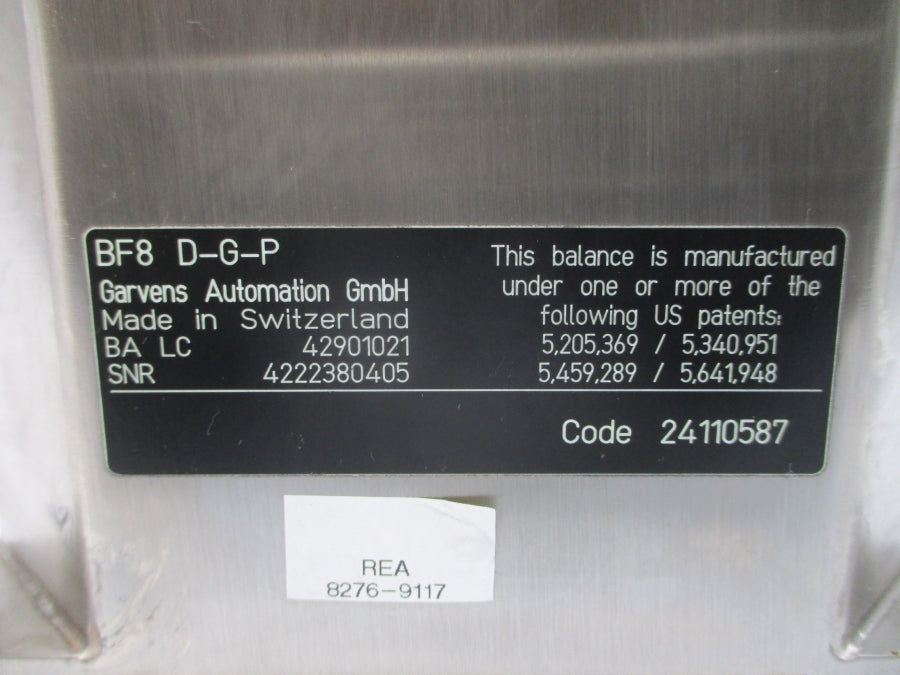 BF8 D-G-P
Garvens Automation GmbH
Made in Switzerland
BA LC 42901021
SNR 4222380405
This balance is manufactured
under one or more of the
following US patents:
5,205,369 / 5,340,951
5,459,289 / 5,641,948
Code 24110587
REA
8276-9117